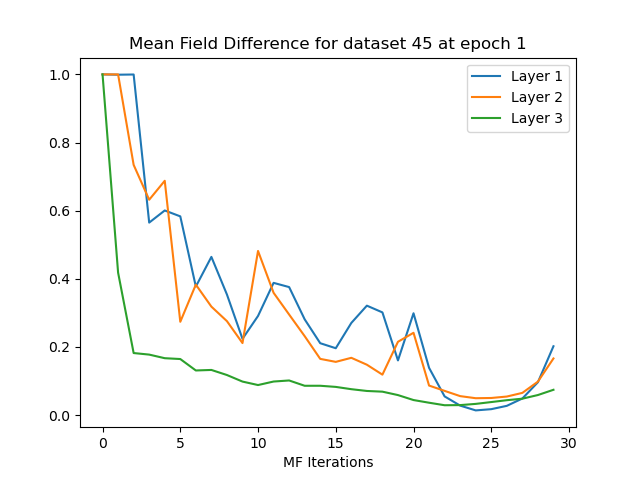 Mean Field Difference for dataset 45 at epoch 1
Layer 1
Layer 2
Layer 3
1.0
0.8
0.6
0.4
0.2
0.0
0 5 10 15 20 25 30
MF Iterations